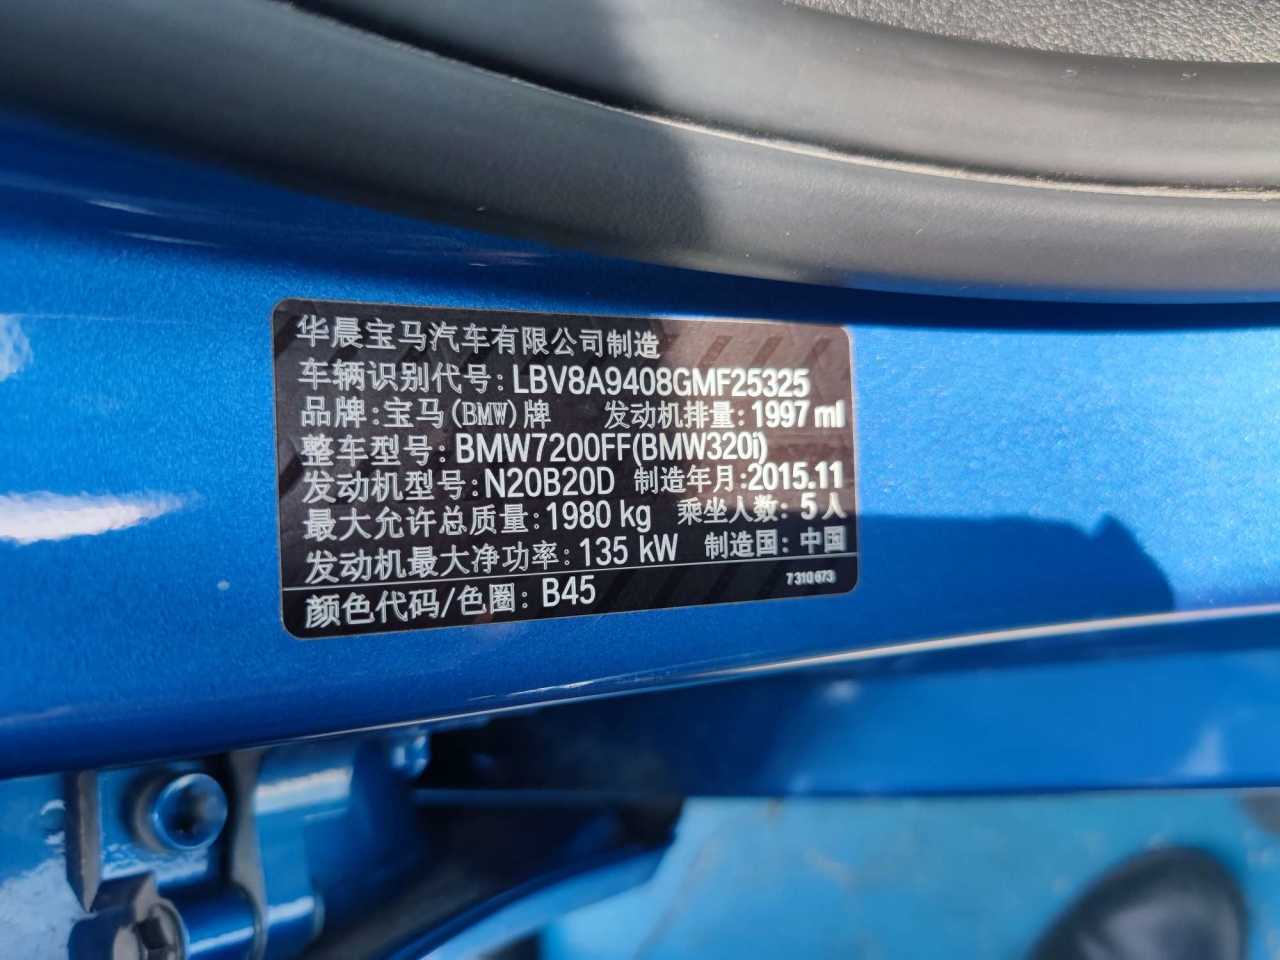 华晨宝马汽车有限公司制造
车辆识别代号: LBV8A9408GMF25325
品牌: 宝马(BMW)牌 发动机排量: 1997 ml
整车型号: BMW7200FF(BMW320i)
发动机型号: N20B20D 制造年月: 2015.11
最大允许总质量: 1980 kg 乘坐人数: 5人
发动机最大净功率: 135 kW 制造国: 中国
颜色代码/色圈: B45 7310673